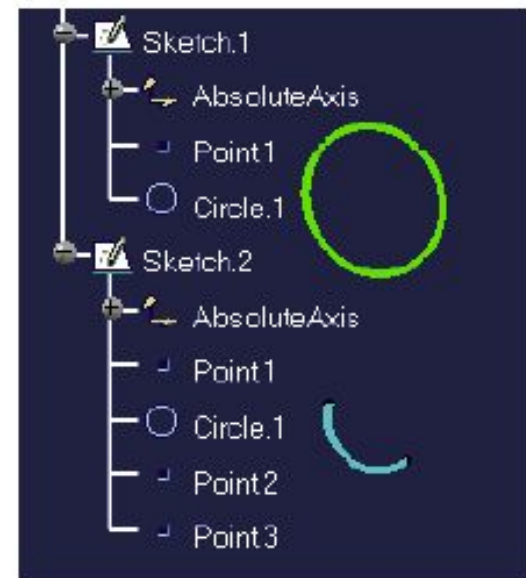 Sketch.1
AbsoluteAxis
Point1
Circle.1
Sketch.2
AbsoluteAxis
Point1
Circle.1
Point2
Point3